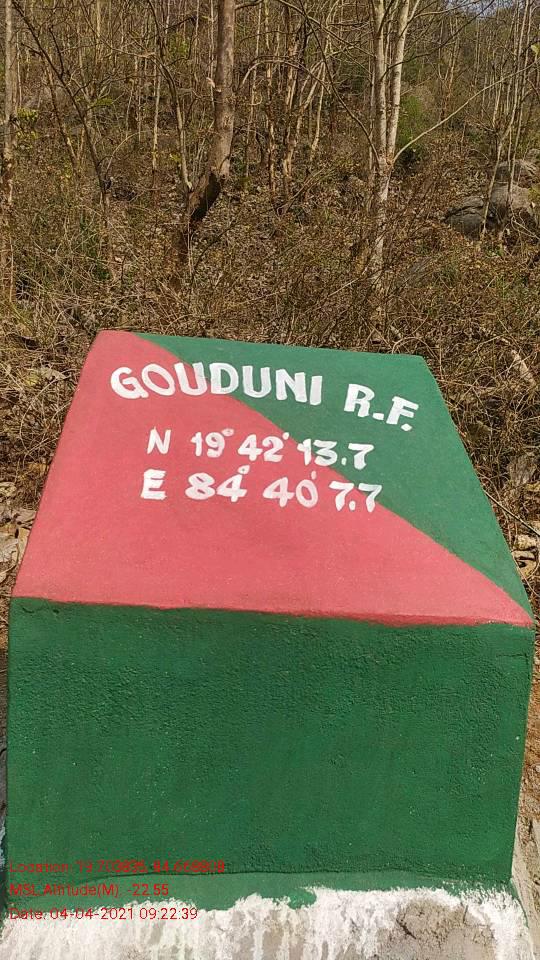 GOUDUNI R.F.
N 19° 42' 13.7
E 84° 40' 7.7
MSL Altitude(M): -22.55
Date: 04-04-2021 09:22:39